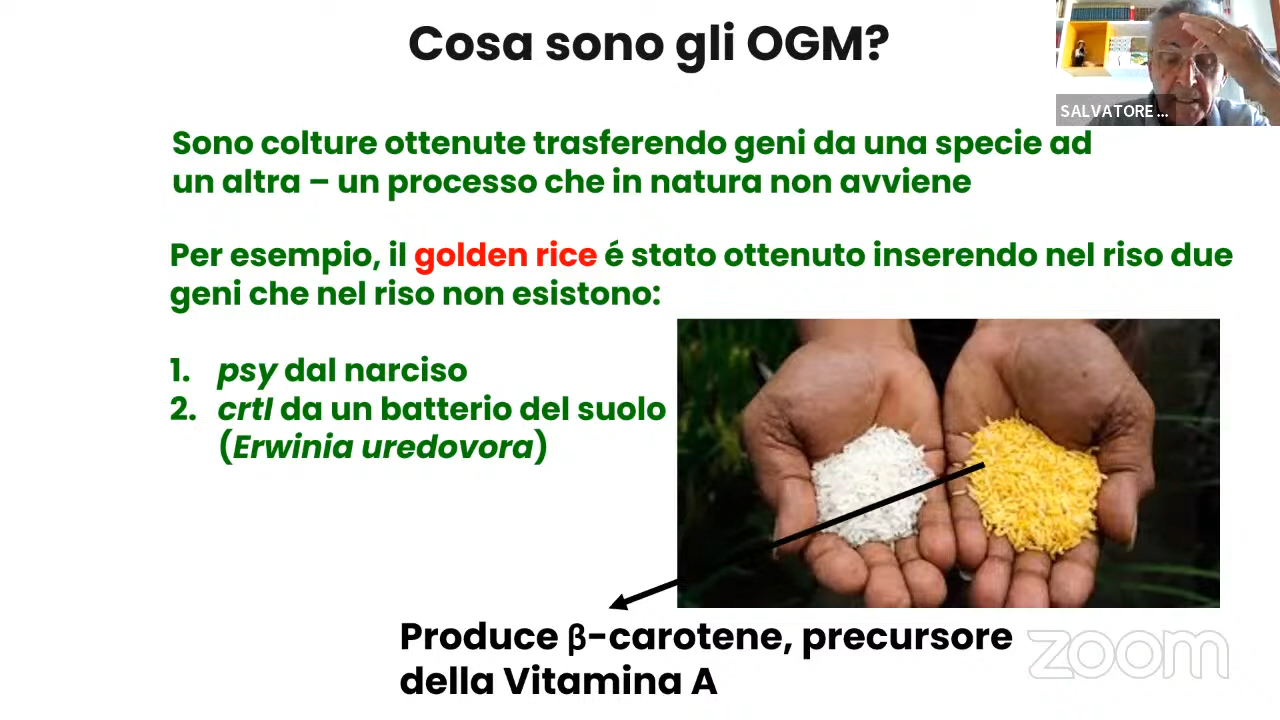 Cosa sono gli OGM?
SALVATORE ...
Sono colture ottenute trasferendo geni da una specie ad
un altra – un processo che in natura non avviene
Per esempio, il golden rice é stato ottenuto inserendo nel riso due
geni che nel riso non esistono:
1. psy dal narciso
2. crtI da un batterio del suolo
(Erwinia uredovora)
Produce β-carotene, precursore
della Vitamina A
zoom